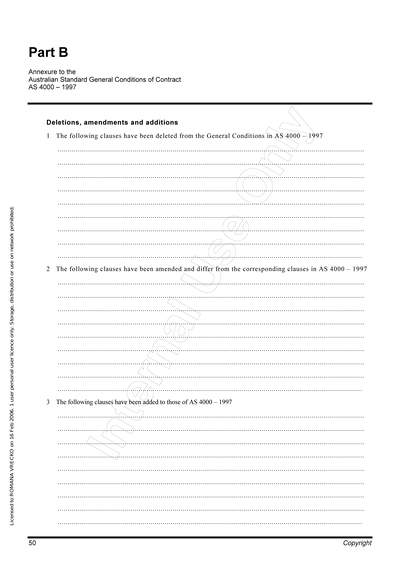 Part B
Annexure to the
Australian Standard General Conditions of Contract
AS 4000 – 1997
Deletions, amendments and additions
1 The following clauses have been deleted from the General Conditions in AS 4000 – 1997
2 The following clauses have been amended and differ from the corresponding clauses in AS 4000 – 1997
3 The following clauses have been added to those of AS 4000 – 1997
Internal Use Only
Licensed to ROMANA VRECKO on 16 Feb 2006. 1 user personal user licence only. Storage, distribution or use on network prohibited.
50 Copyright